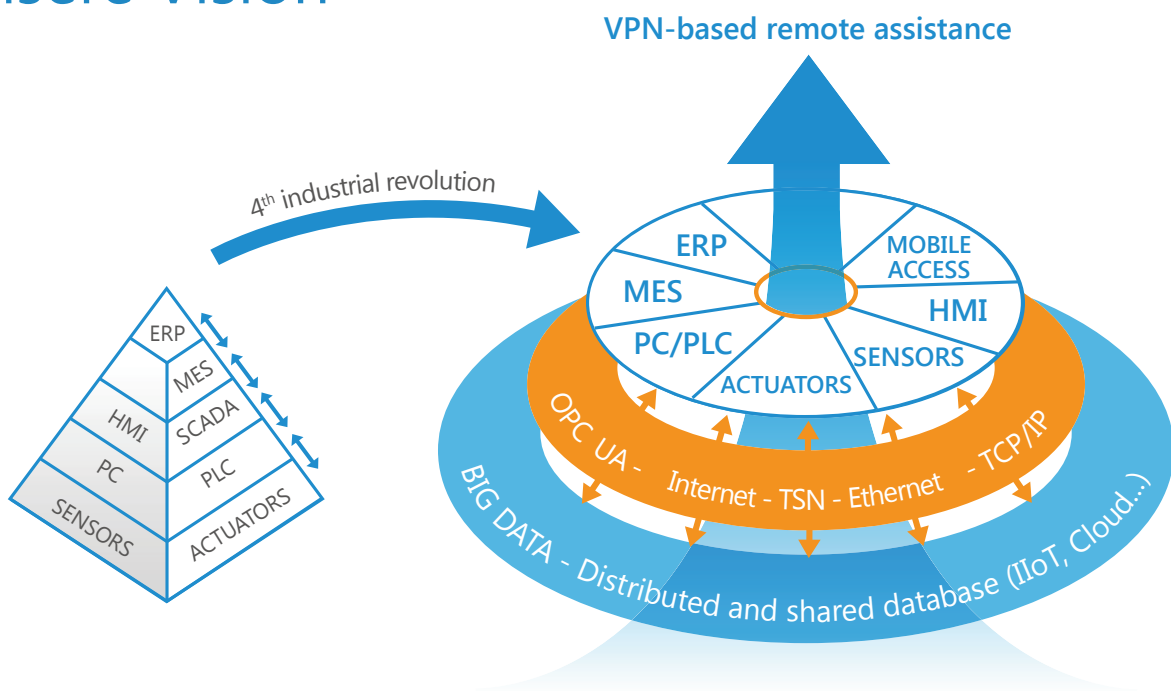 Vision
VPN-based remote assistance
4th industrial revolution
ERP
MES
HMI
SCADA
PC
PLC
SENSORS
ACTUATORS
ERP
MOBILE
ACCESS
MES
HMI
PC/PLC
SENSORS
ACTUATORS
OPC UA - Internet - TSN - Ethernet - TCP/IP
BIG DATA - Distributed and shared database (IIoT, Cloud...)